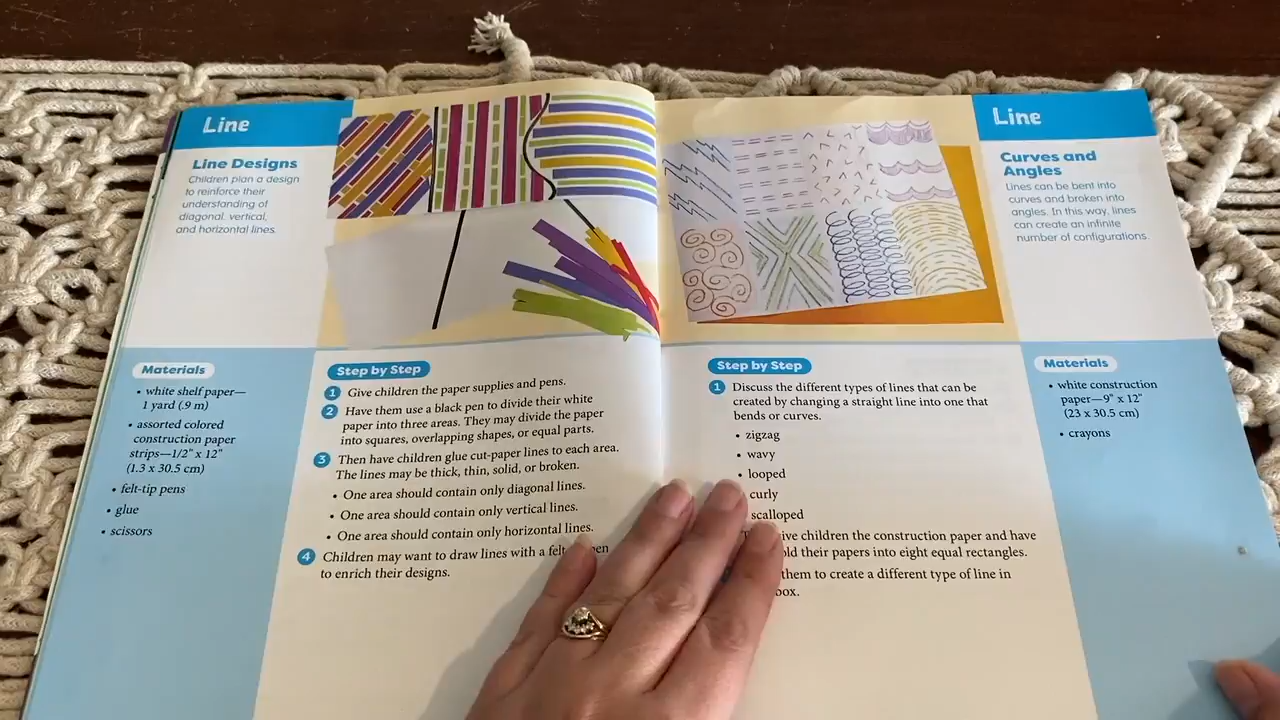 Line
Line Designs
Children plan a design
to reinforce their
understanding of
diagonal, vertical,
and horizontal lines.
Materials
• white shelf paper—
1 yard (.9 m)
• assorted colored
construction paper
strips—1/2" x 12"
(1.3 x 30.5 cm)
• felt-tip pens
• glue
• scissors
Step by Step
1 Give children the paper supplies and pens.
2 Have them use a black pen to divide their white
paper into three areas. They may divide the paper
into squares, overlapping shapes, or equal parts.
3 Then have children glue cut-paper lines to each area.
The lines may be thick, thin, solid, or broken.
• One area should contain only diagonal lines.
• One area should contain only vertical lines.
• One area should contain only horizontal lines.
4 Children may want to draw lines with a felt pen
to enrich their designs.
Line
Curves and
Angles
Lines can be bent into
curves and broken into
angles. In this way, lines
can create an infinite
number of configurations.
Step by Step
1 Discuss the different types of lines that can be
created by changing a straight line into one that
bends or curves.
• zigzag
• wavy
• looped
curly
scalloped
children the construction paper and have
their papers into eight equal rectangles.
them to create a different type of line in
box.
Materials
• white construction
paper—9" x 12"
(23 x 30.5 cm)
• crayons